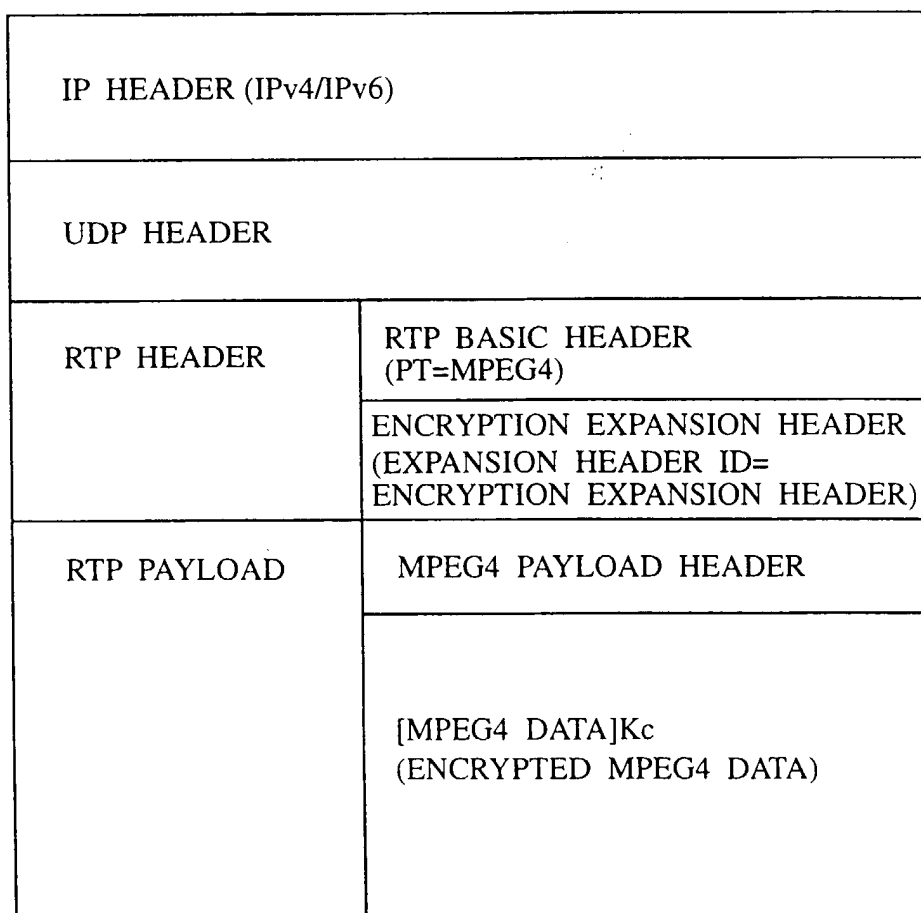 IP HEADER (IPv4/IPv6)
UDP HEADER
RTP HEADER
RTP BASIC HEADER
(PT=MPEG4)
ENCRYPTION EXPANSION HEADER
(EXPANSION HEADER ID=
ENCRYPTION EXPANSION HEADER)
RTP PAYLOAD
MPEG4 PAYLOAD HEADER
[MPEG4 DATA]Kc
(ENCRYPTED MPEG4 DATA)